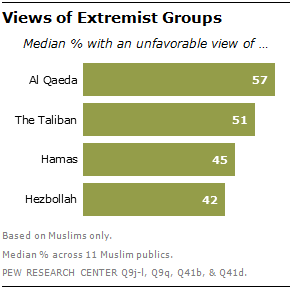 Views of Extremist Groups
Median % with an unfavorable view of ...
Al Qaeda 57
The Taliban 51
Hamas 45
Hezbollah 42
Based on Muslims only.
Median % across 11 Muslim publics.
PEW RESEARCH CENTER Q9j-l, Q9q, Q41b, & Q41d.